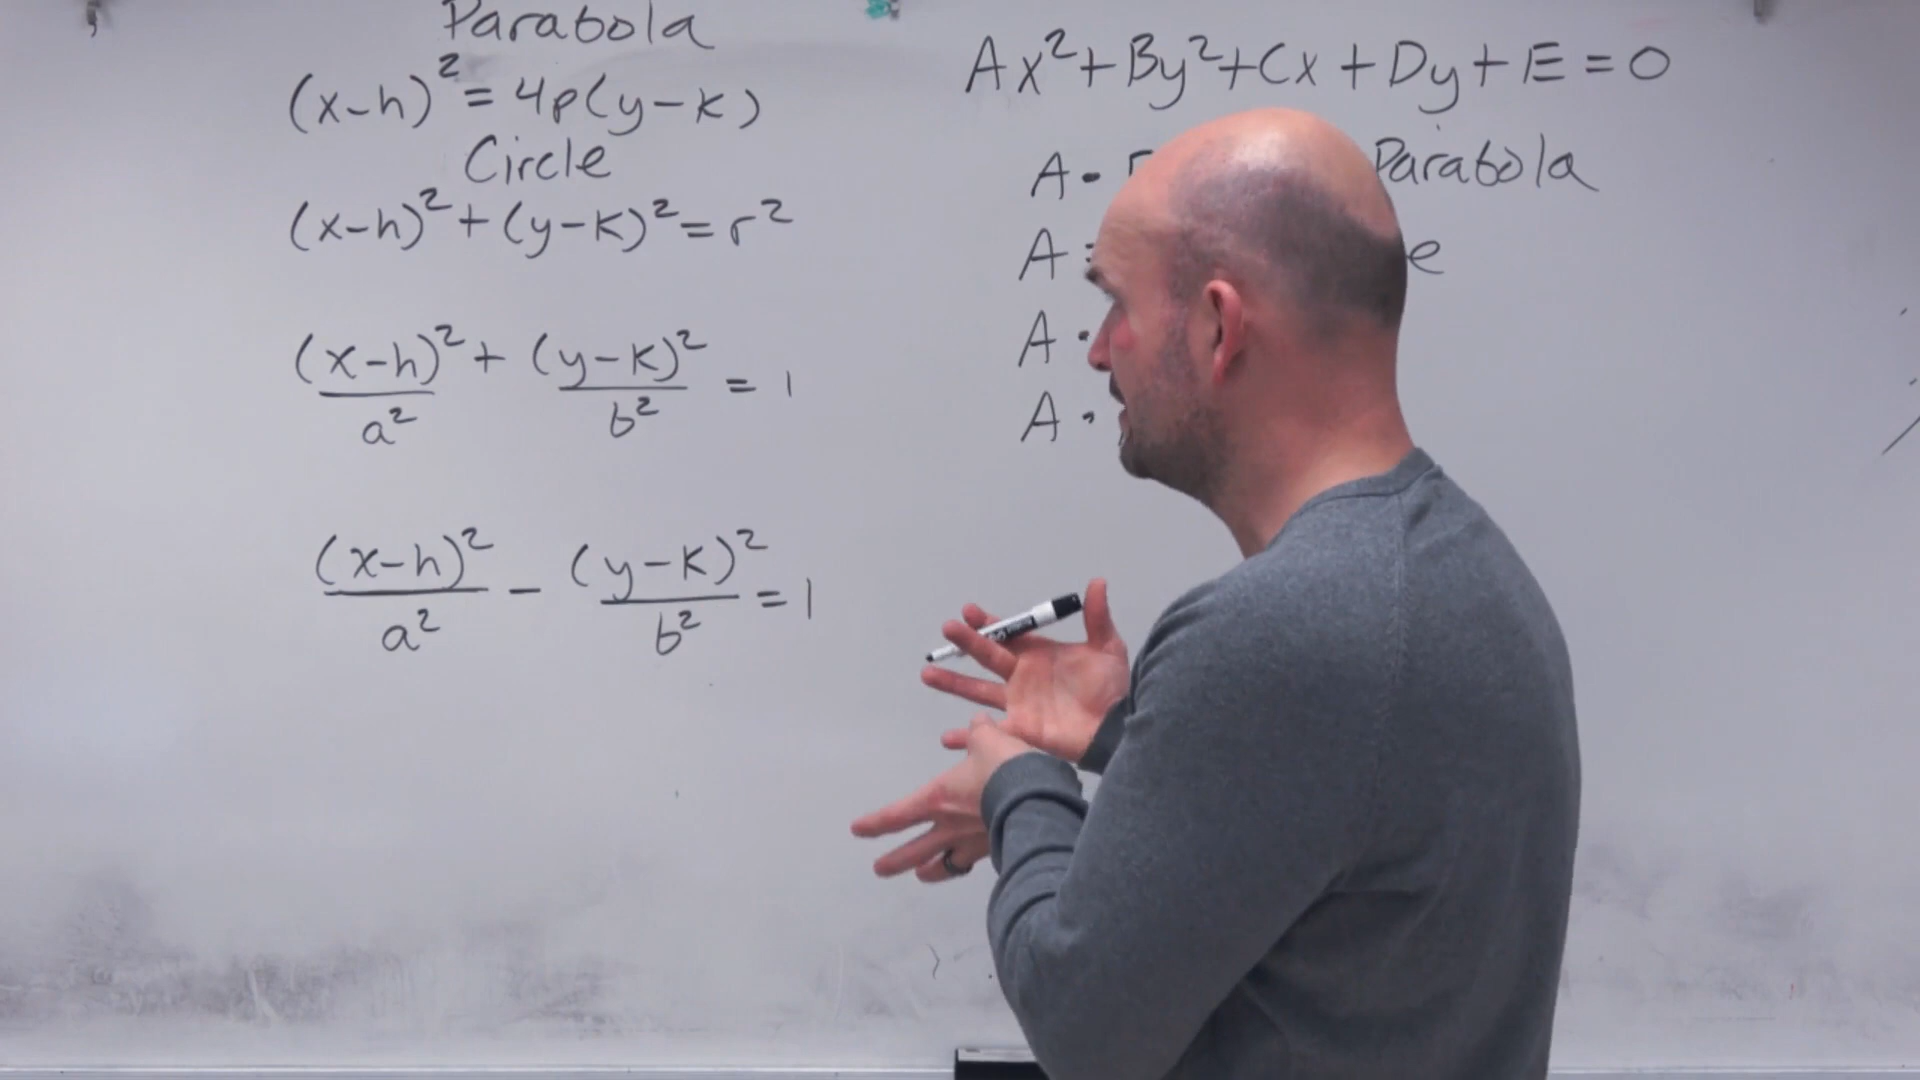 Parabola
(x-h)² = 4p(y-k)
Circle
(x-h)² + (y-k)² = r²
(x-h)²/a² + (y-k)²/b² = 1
(x-h)²/a² - (y-k)²/b² = 1
Ax² + By² + Cx + Dy + E = 0
A · Parabola
A = e
A ·
A ·